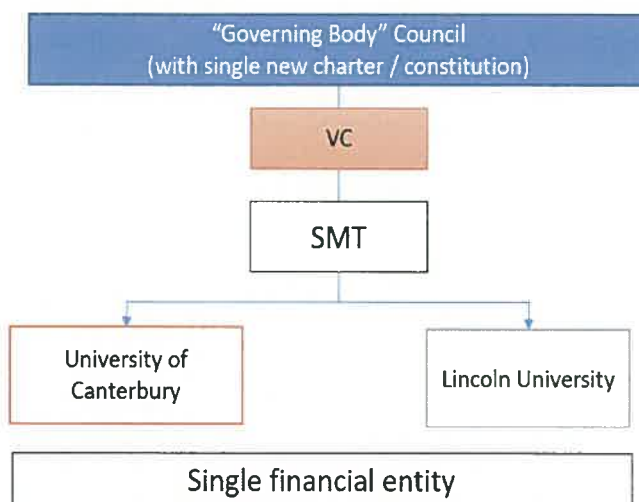 “Governing Body” Council
(with single new charter / constitution)
VC
SMT
University of
Canterbury
Lincoln University
Single financial entity